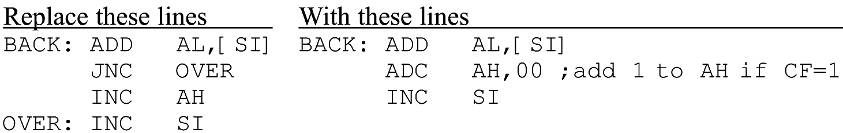 Replace these lines With these lines
BACK: ADD AL,[ SI] BACK: ADD AL,[ SI]
JNC OVER ADC AH,00 ;add 1 to AH if CF=1
INC AH INC SI
OVER: INC SI